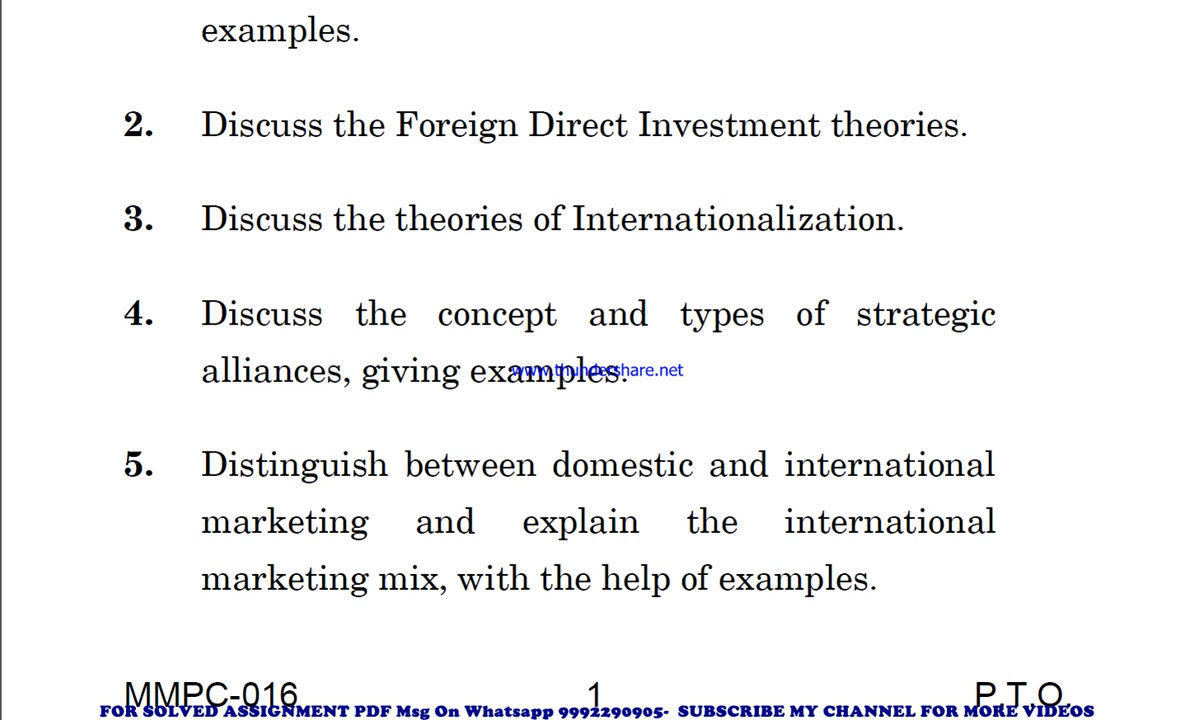 examples.
2. Discuss the Foreign Direct Investment theories.
3. Discuss the theories of Internationalization.
4. Discuss the concept and types of strategic
alliances, giving examples.
www.thundershare.net
5. Distinguish between domestic and international
marketing and explain the international
marketing mix, with the help of examples.
MMPC-016 1 P.T.O.
FOR SOLVED ASSIGNMENT PDF Msg On Whatsapp 9992290905- SUBSCRIBE MY CHANNEL FOR MORE VIDEOS